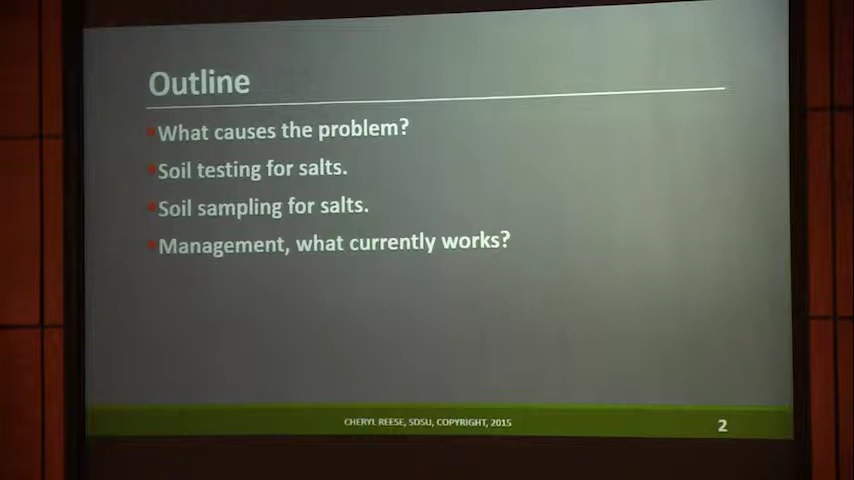 Outline
What causes the problem?
Soil testing for salts.
Soil sampling for salts.
Management, what currently works?
CHERYL REESE, SDSU, COPYRIGHT, 2015
2